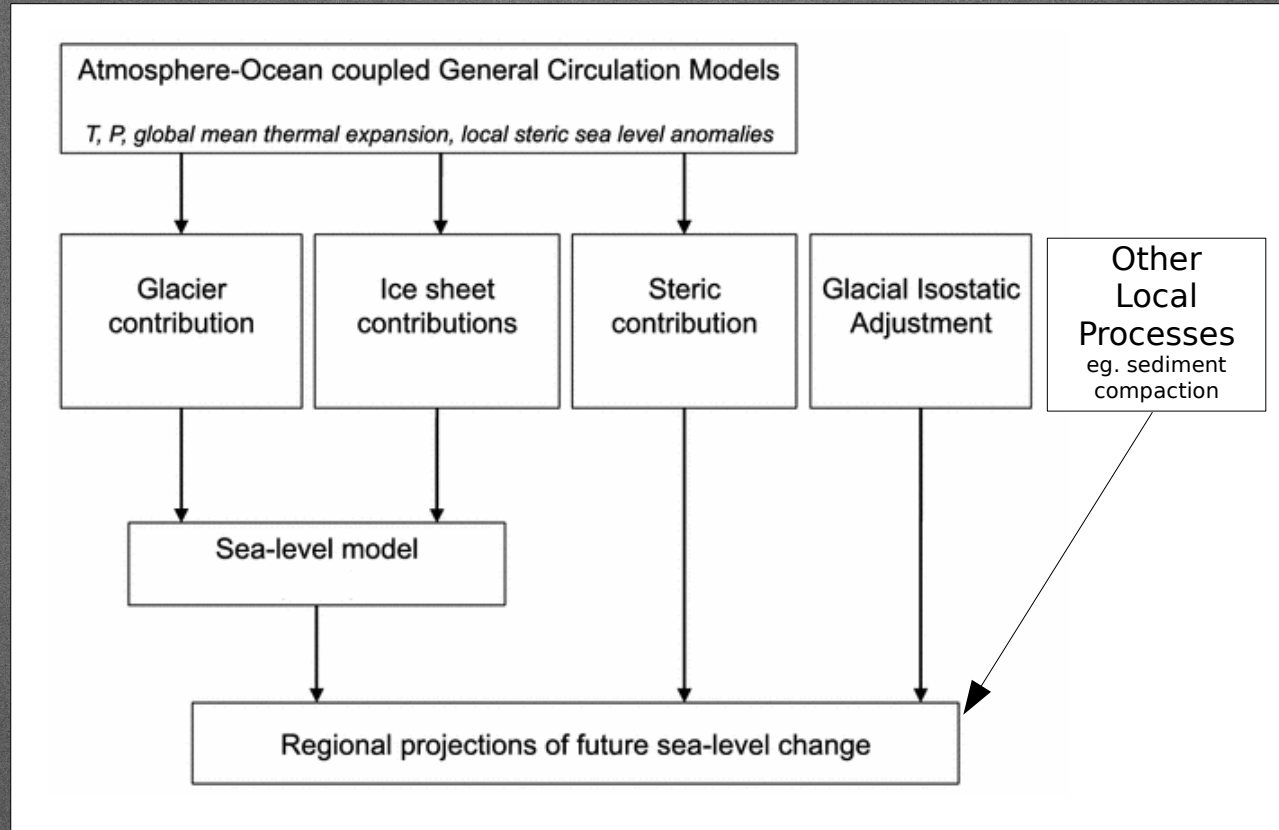 Atmosphere-Ocean coupled General Circulation Models
T, P, global mean thermal expansion, local steric sea level anomalies
Glacier
contribution
Ice sheet
contributions
Steric
contribution
Glacial Isostatic
Adjustment
Other
Local
Processes
eg. sediment
compaction
Sea-level model
Regional projections of future sea-level change